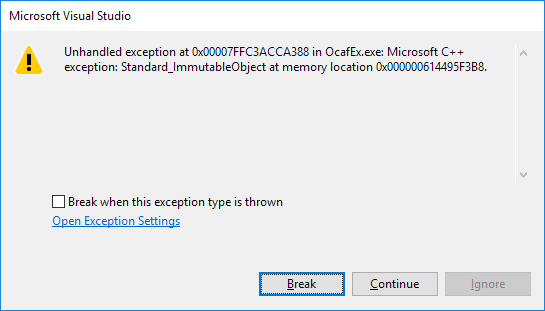 Microsoft Visual Studio
Unhandled exception at 0x00007FFC3ACCA388 in OcafEx.exe: Microsoft C++
exception: Standard_ImmutableObject at memory location 0x000000614495F3B8.
Break when this exception type is thrown
Open Exception Settings
Break
Continue
Ignore